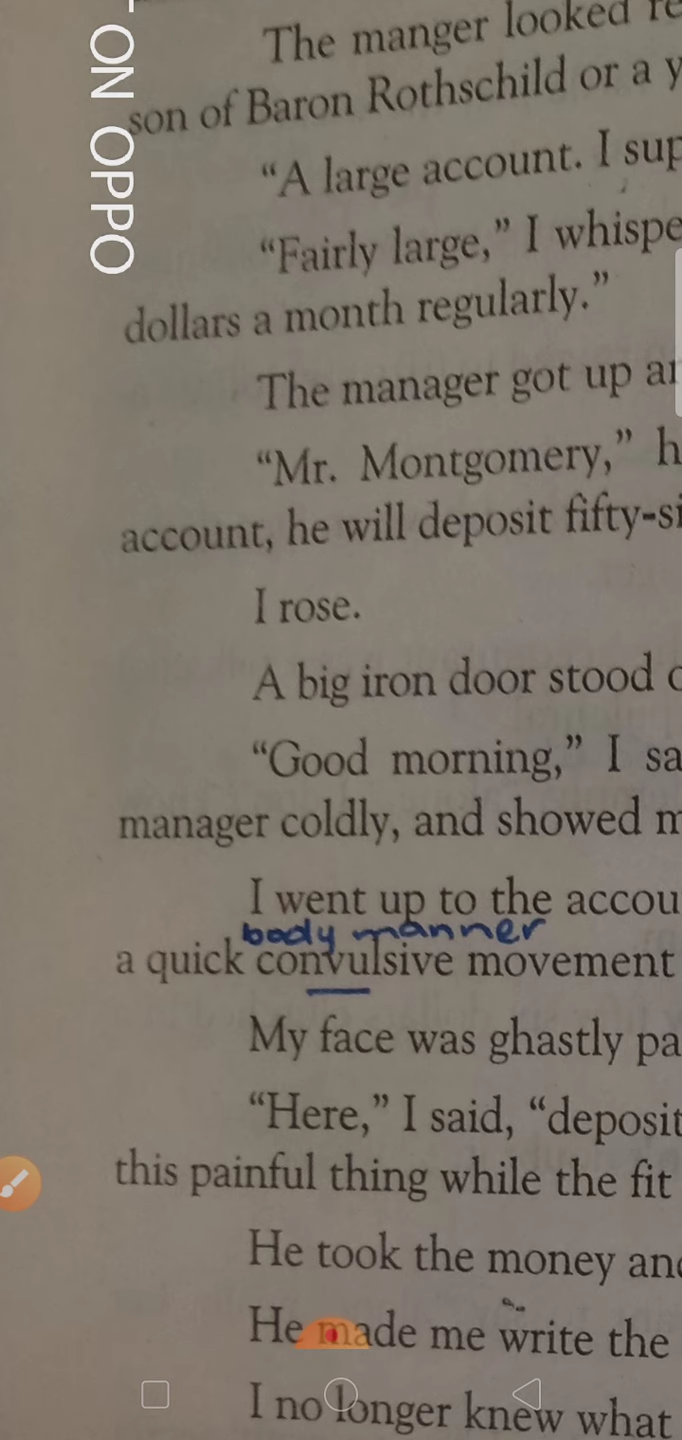 ON OPPO
The manger looked re
son of Baron Rothschild or a y
“A large account. I sup
“Fairly large,” I whispe
dollars a month regularly.”
The manager got up ar
“Mr. Montgomery,” h
account, he will deposit fifty-si
I rose.
A big iron door stood o
“Good morning,” I sa
manager coldly, and showed m
I went up to the accou
body manner
a quick convulsive movement
My face was ghastly pa
“Here,” I said, “deposit
this painful thing while the fit
He took the money and
He made me write the
I no longer knew what